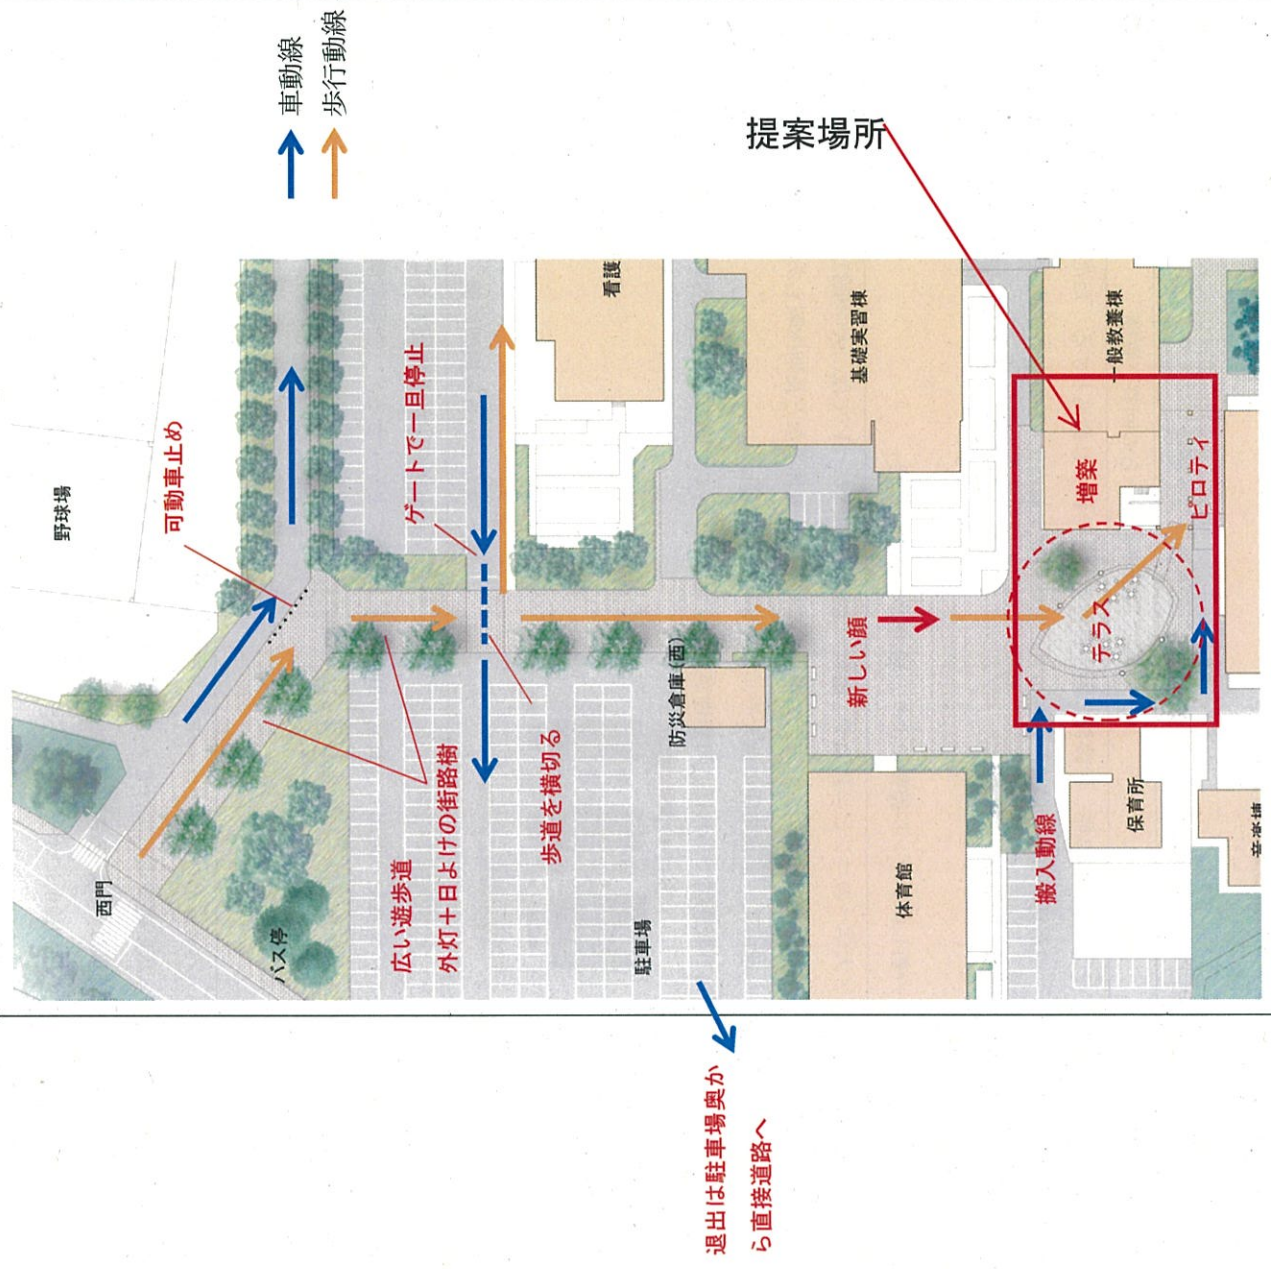 車動線
歩行動線
提案場所
野球場
可動車止め
ゲートで一旦停止
看護
基礎実習棟
一般教養棟
増築
ピロティ
テラス
新しい顔
防災倉庫(西)
歩道を横切る
広い遊歩道
外灯+日よけの街路樹
西門
バス停
駐車場
体育館
搬入動線
保育所
退出は駐車場奥か
ら直接道路へ